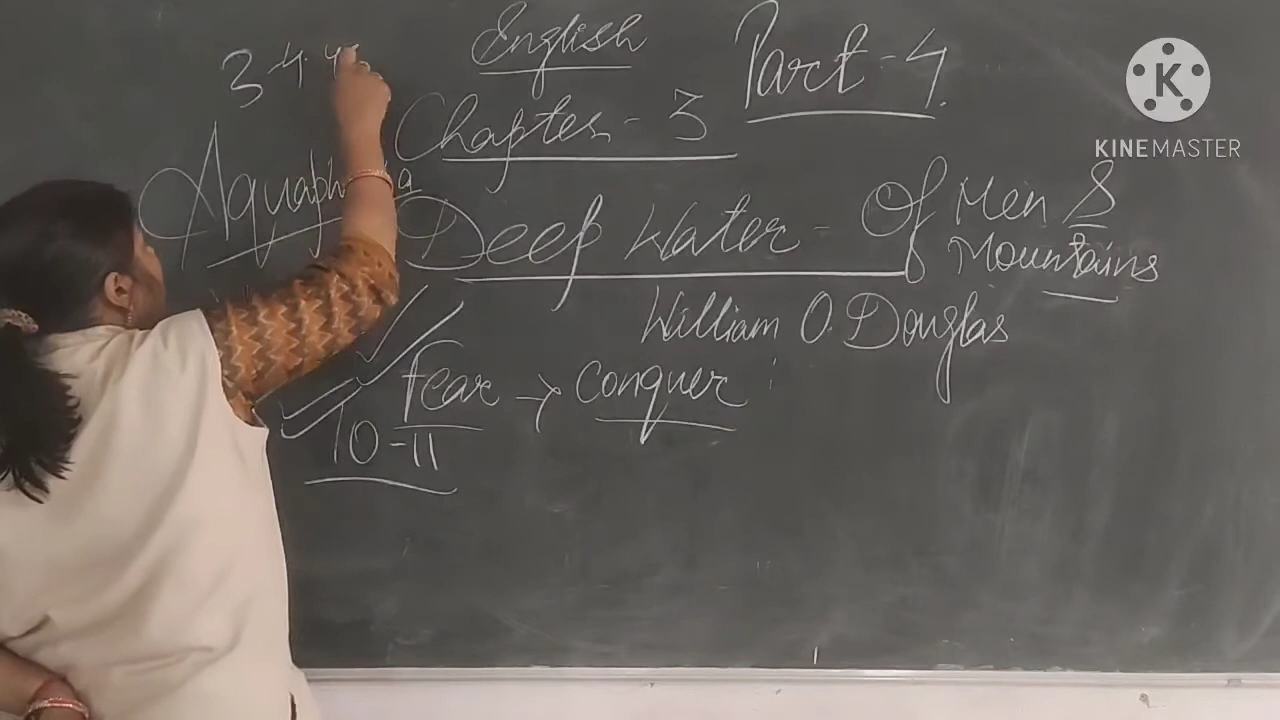 English
Part-4.
3-4 y
Chapter-3
Deep Water - Of Men &
Mountains
William O. Douglas
Fear → Conquer
10-11
K
KINEMASTER